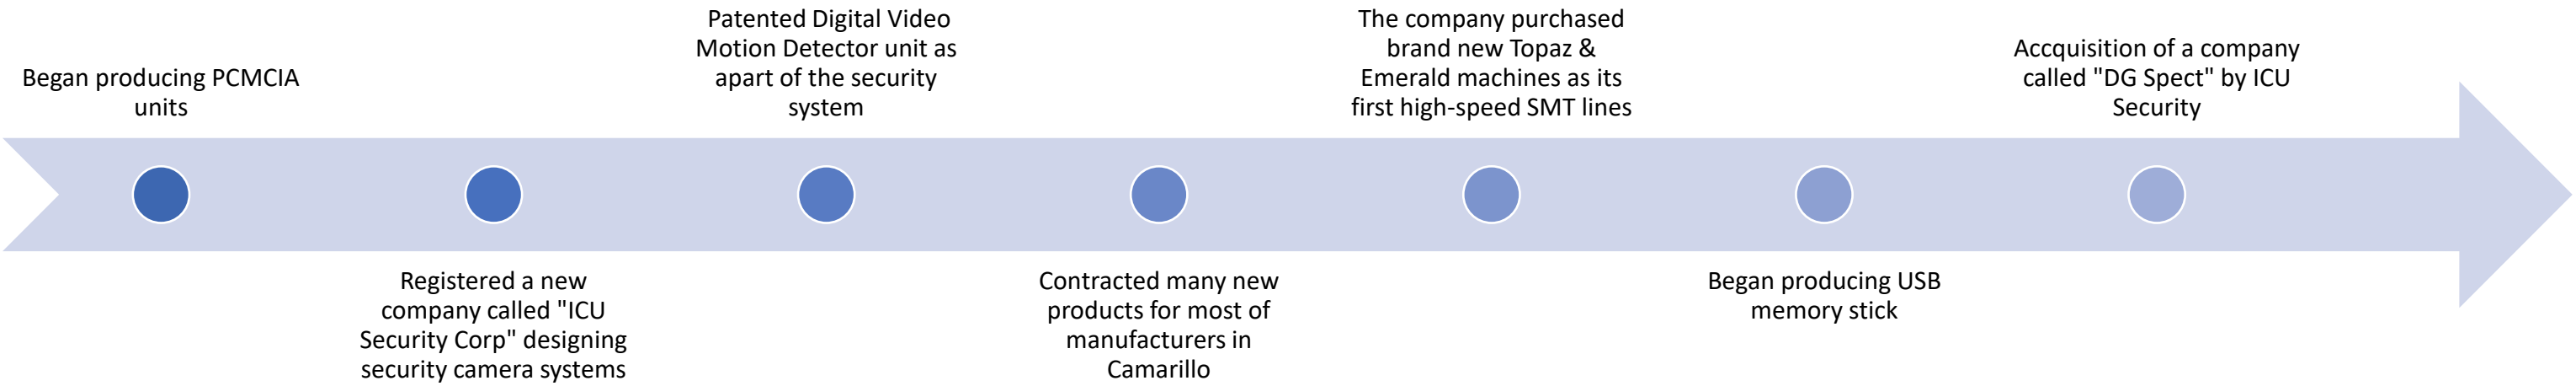 Began producing PCMCIA
units
Registered a new
company called "ICU
Security Corp" designing
security camera systems
Patented Digital Video
Motion Detector unit as
apart of the security
system
Contracted many new
products for most of
manufacturers in
Camarillo
The company purchased
brand new Topaz &
Emerald machines as its
first high-speed SMT lines
Began producing USB
memory stick
Accquisition of a company
called "DG Spect" by ICU
Security